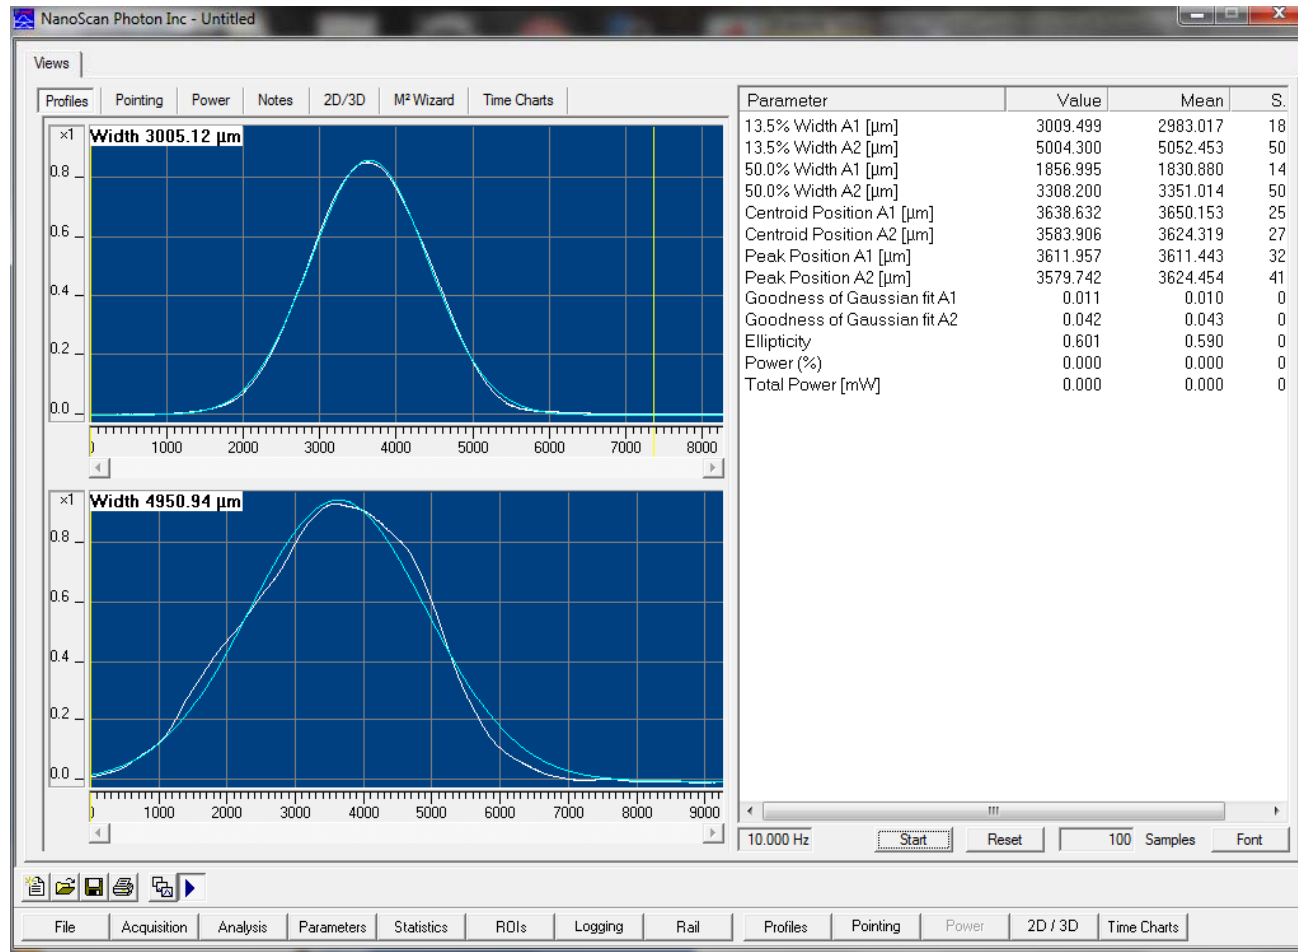 NanoScan Photon Inc - Untitled
Views
Profiles Pointing Power Notes 2D/3D M² Wizard Time Charts
×1 Width 3005.12 µm
0.8
0.6
0.4
0.2
0.0
0 1000 2000 3000 4000 5000 6000 7000 8000
×1 Width 4950.94 µm
0.8
0.6
0.4
0.2
0.0
0 1000 2000 3000 4000 5000 6000 7000 8000 9000
Parameter Value Mean S.
13.5% Width A1 [µm] 3009.499 2983.017 18
13.5% Width A2 [µm] 5004.300 5052.453 50
50.0% Width A1 [µm] 1856.995 1830.880 14
50.0% Width A2 [µm] 3308.200 3351.014 50
Centroid Position A1 [µm] 3638.632 3650.153 25
Centroid Position A2 [µm] 3583.906 3624.319 27
Peak Position A1 [µm] 3611.957 3611.443 32
Peak Position A2 [µm] 3579.742 3624.454 41
Goodness of Gaussian fit A1 0.011 0.010 0
Goodness of Gaussian fit A2 0.042 0.043 0
Ellipticity 0.601 0.590 0
Power (%) 0.000 0.000 0
Total Power [mW] 0.000 0.000 0
10.000 Hz Start Reset 100 Samples Font
File Acquisition Analysis Parameters Statistics ROIs Logging Rail Profiles Pointing Power 2D / 3D Time Charts